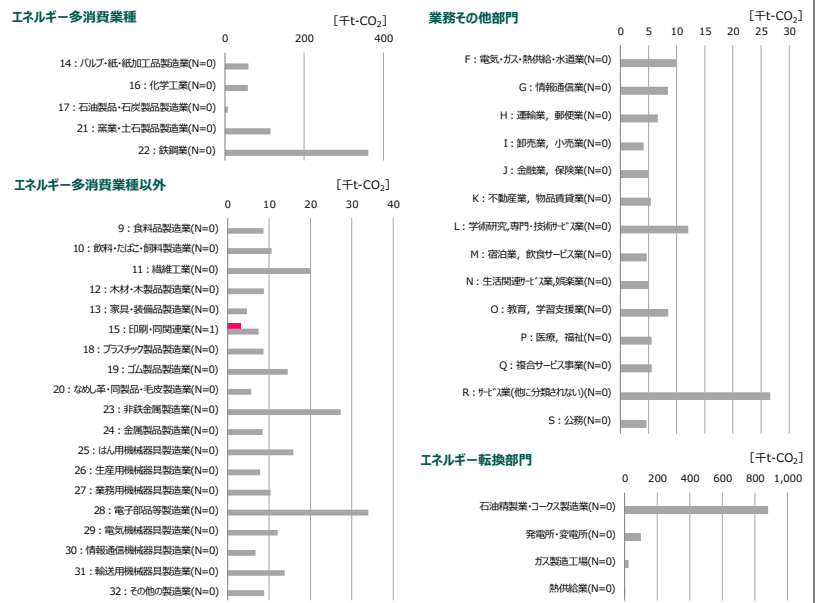 エネルギー多消費業種
[千t-CO2]
0 200 400
14：パルプ・紙・紙加工品製造業(N=0)
16：化学工業(N=0)
17：石油製品・石炭製品製造業(N=0)
21：窯業・土石製品製造業(N=0)
22：鉄鋼業(N=0)
エネルギー多消費業種以外
[千t-CO2]
0 10 20 30 40
9：食料品製造業(N=0)
10：飲料・たばこ・飼料製造業(N=0)
11：繊維工業(N=0)
12：木材・木製品製造業(N=0)
13：家具・装備品製造業(N=0)
15：印刷・同関連業(N=1)
18：プラスチック製品製造業(N=0)
19：ゴム製品製造業(N=0)
20：なめし革・同製品・毛皮製造業(N=0)
23：非鉄金属製造業(N=0)
24：金属製品製造業(N=0)
25：はん用機械器具製造業(N=0)
26：生産用機械器具製造業(N=0)
27：業務用機械器具製造業(N=0)
28：電子部品等製造業(N=0)
29：電気機械器具製造業(N=0)
30：情報通信機械器具製造業(N=0)
31：輸送用機械器具製造業(N=0)
32：その他の製造業(N=0)
業務その他部門
[千t-CO2]
0 5 10 15 20 25 30
F：電気・ガス・熱供給・水道業(N=0)
G：情報通信業(N=0)
H：運輸業，郵便業(N=0)
I：卸売業，小売業(N=0)
J：金融業，保険業(N=0)
K：不動産業，物品賃貸業(N=0)
L：学術研究,専門・技術ｻｰﾋﾞｽ業(N=0)
M：宿泊業，飲食サービス業(N=0)
N：生活関連ｻｰﾋﾞｽ業,娯楽業(N=0)
O：教育，学習支援業(N=0)
P：医療，福祉(N=0)
Q：複合サービス事業(N=0)
R：ｻｰﾋﾞｽ業(他に分類されない)(N=0)
S：公務(N=0)
エネルギー転換部門
[千t-CO2]
0 200 400 600 800 1,000
石油精製業・コークス製造業(N=0)
発電所・変電所(N=0)
ガス製造工場(N=0)
熱供給業(N=0)